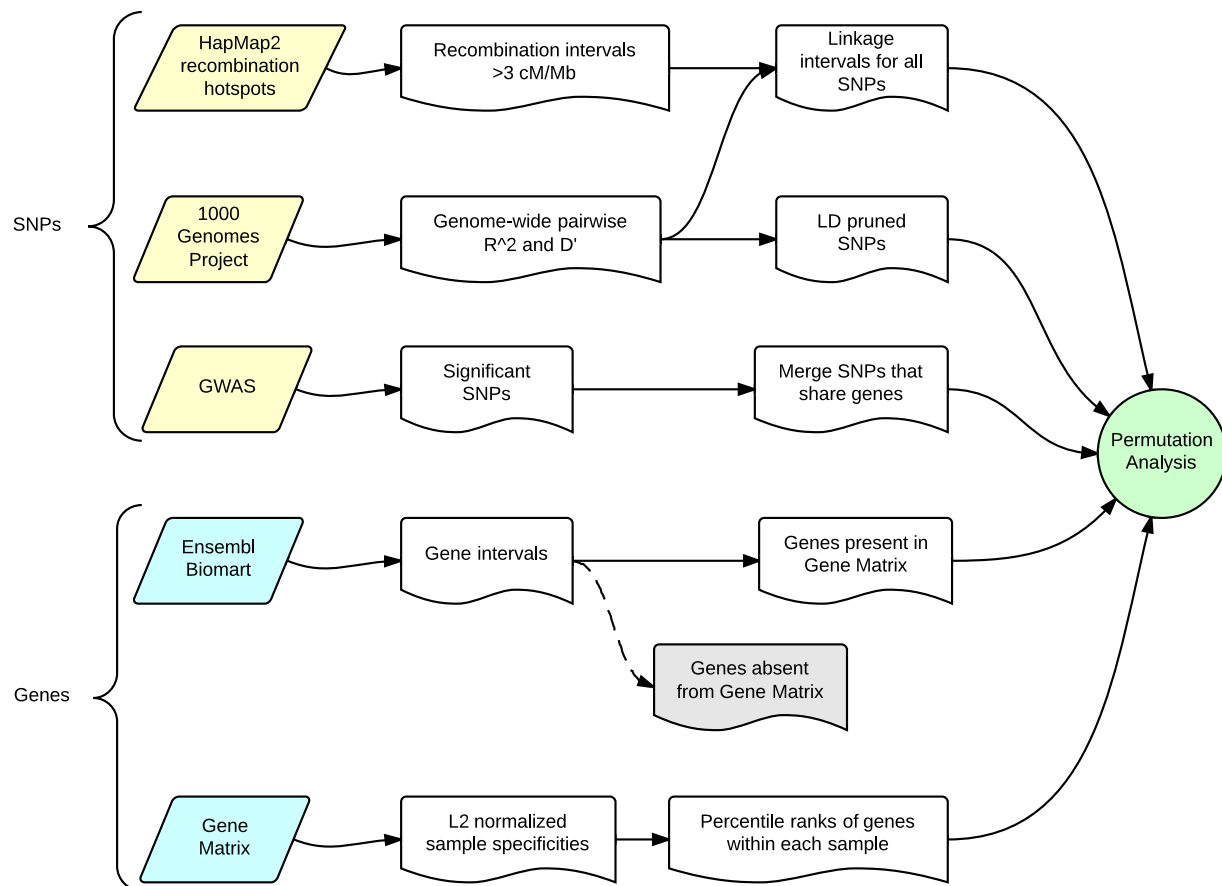 HapMap2
recombination
hotspots
Recombination intervals
>3 cM/Mb
Linkage
intervals for all
SNPs
SNPs
1000
Genomes
Project
Genome-wide pairwise
R^2 and D'
LD pruned
SNPs
GWAS
Significant
SNPs
Merge SNPs that
share genes
Permutation
Analysis
Ensembl
Biomart
Gene intervals
Genes present in
Gene Matrix
Genes absent
from Gene Matrix
Genes
Gene
Matrix
L2 normalized
sample specificities
Percentile ranks of genes
within each sample